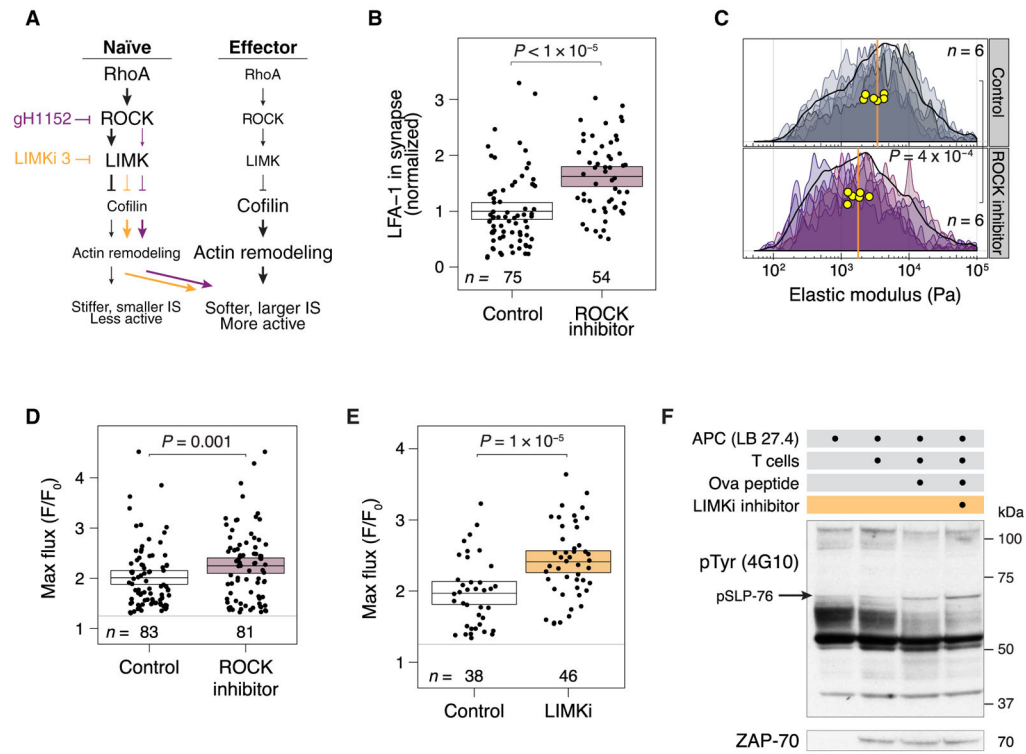 A
Naïve
Effector
RhoA
RhoA
gH1152
ROCK
ROCK
LIMKi 3
LIMK
LIMK
Cofilin
Cofilin
Actin remodeling
Actin remodeling
Stiffer, smaller IS
Less active
Softer, larger IS
More active
B
LFA–1 in synapse
(normalized)
P < 1 × 10⁻⁵
3
2
1
0
n = 75
54
Control
ROCK
inhibitor
C
n = 6
Control
P = 4 x 10⁻⁴
n = 6
ROCK inhibitor
10² 10³ 10⁴ 10⁵
Elastic modulus (Pa)
D
Max flux (F/F₀)
P = 0.001
4
3
2
1
n = 83
81
Control
ROCK
inhibitor
E
Max flux (F/F₀)
P = 1 × 10⁻⁵
4
3
2
1
n = 38
46
Control
LIMKi
F
APC (LB 27.4)
T cells
Ova peptide
LIMKi inhibitor
kDa
pTyr (4G10)
pSLP-76
100
75
50
37
ZAP-70
70